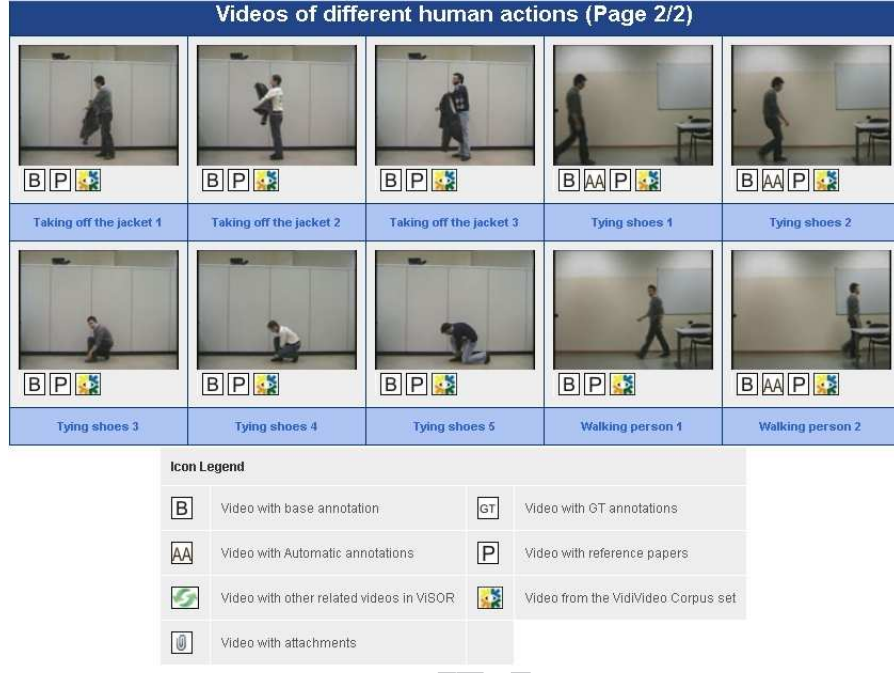 Videos of different human actions (Page 2/2)
B P
B P
B P
B AA P
B AA P
Taking off the jacket 1
Taking off the jacket 2
Taking off the jacket 3
Tying shoes 1
Tying shoes 2
B P
B P
B P
B P
B AA P
Tying shoes 3
Tying shoes 4
Tying shoes 5
Walking person 1
Walking person 2
Icon Legend
B Video with base annotation
GT Video with GT annotations
AA Video with Automatic annotations
P Video with reference papers
Video with other related videos in ViSOR
Video from the VidiVideo Corpus set
Video with attachments